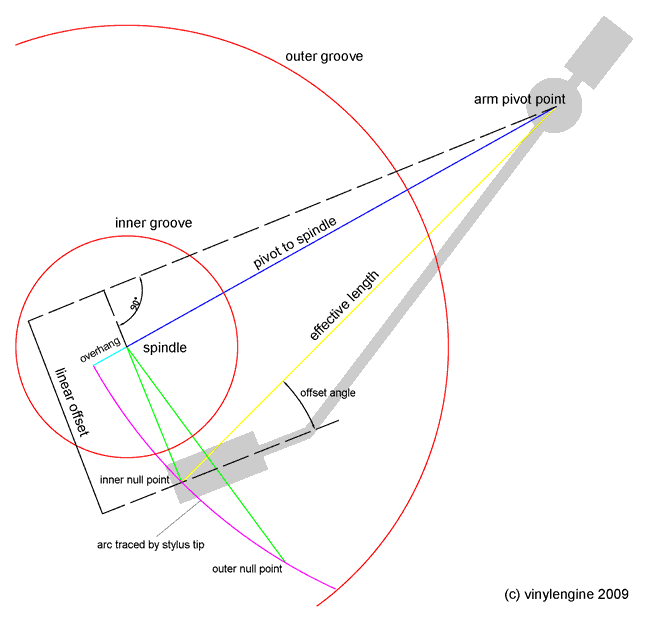 outer groove
arm pivot point
inner groove
pivot to spindle
90°
effective length
overhang
spindle
linear offset
offset angle
inner null point
arc traced by stylus tip
outer null point
(c) vinylengine 2009